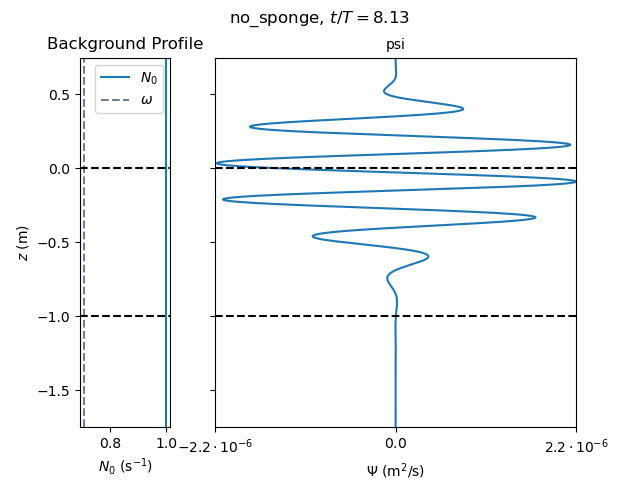 no_sponge, t/T = 8.13
Background Profile
psi
N₀
ω
0.5
0.0
−0.5
−1.0
−1.5
z (m)
0.8
1.0
N₀ (s⁻¹)
−2.2 · 10⁻⁶
0.0
2.2 · 10⁻⁶
Ψ (m²/s)